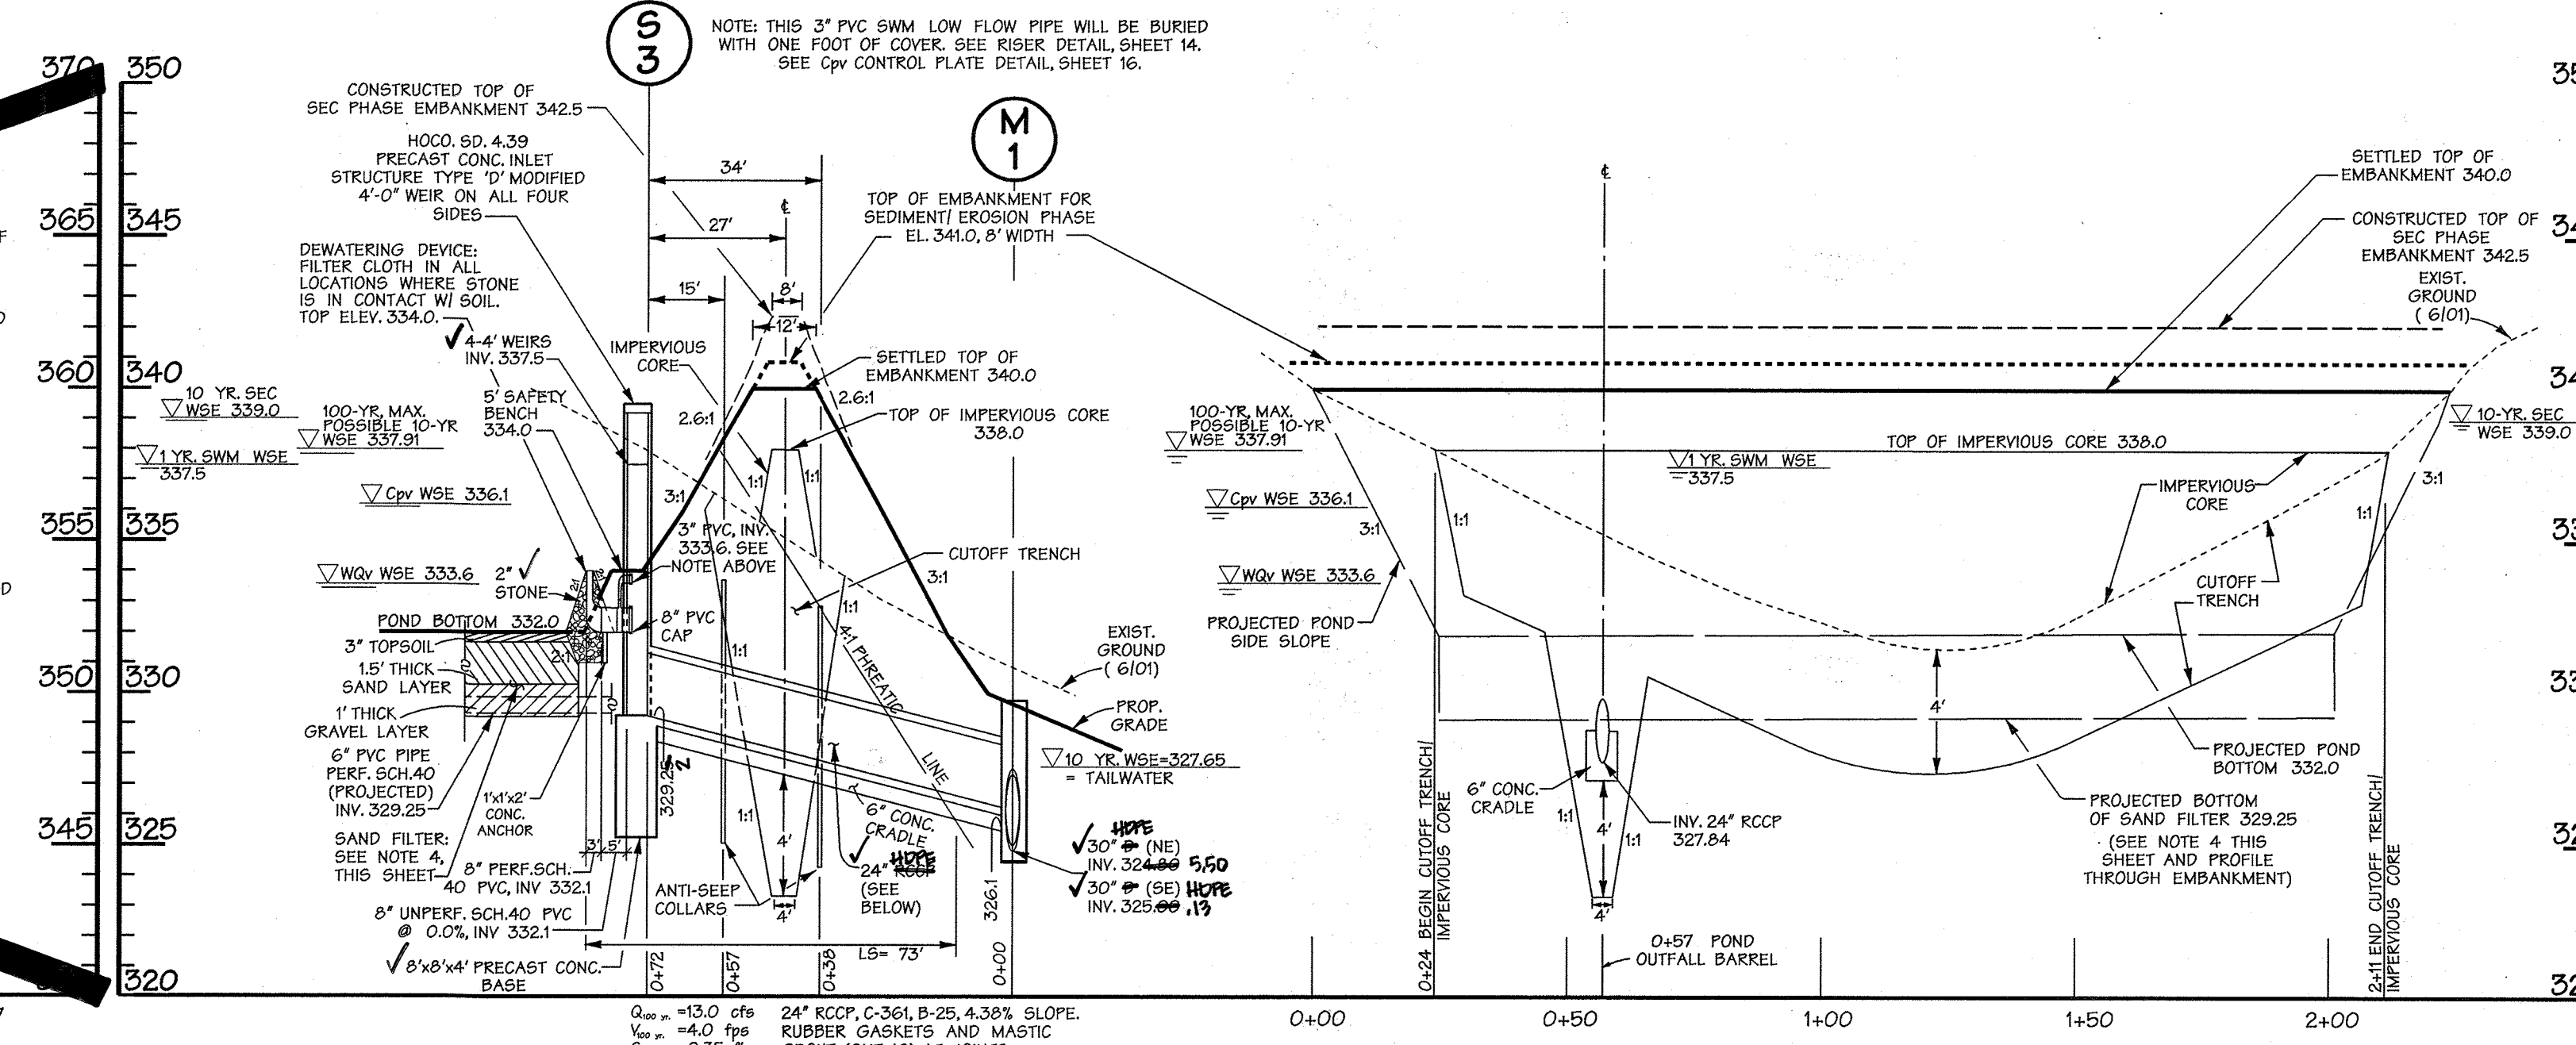 S
3
NOTE: THIS 3" PVC SWM LOW FLOW PIPE WILL BE BURIED
WITH ONE FOOT OF COVER. SEE RISER DETAIL, SHEET 14.
SEE Cpv CONTROL PLATE DETAIL, SHEET 16.
370
350
365
345
360
340
355
335
350
330
345
325
320
CONSTRUCTED TOP OF
SEC PHASE EMBANKMENT 342.5
HOCO. SD. 4.39
PRECAST CONC. INLET
STRUCTURE TYPE 'D' MODIFIED
4'-0" WEIR ON ALL FOUR
SIDES
DEWATERING DEVICE:
FILTER CLOTH IN ALL
LOCATIONS WHERE STONE
IS IN CONTACT W/ SOIL.
TOP ELEV. 334.0.
4-4' WEIRS
INV. 337.5
5' SAFETY
BENCH
334.0
10 YR. SEC
WSE 339.0
100-YR, MAX.
POSSIBLE 10-YR
WSE 337.91
1 YR. SWM WSE
337.5
Cpv WSE 336.1
WQv WSE 333.6
2"
STONE
POND BOTTOM 332.0
3" TOPSOIL
1.5' THICK
SAND LAYER
1' THICK
GRAVEL LAYER
6" PVC PIPE
PERF. SCH.40
(PROJECTED)
INV. 329.25
SAND FILTER:
SEE NOTE 4,
THIS SHEET
1'x1'x2'
CONC.
ANCHOR
3'
5'
8" PERF.SCH.
40 PVC, INV 332.1
8" UNPERF. SCH.40 PVC
@ 0.0%, INV 332.1
8'x8'x4' PRECAST CONC.
BASE
M
1
34'
27'
15'
℄
8'
12'
TOP OF EMBANKMENT FOR
SEDIMENT/ EROSION PHASE
EL. 341.0, 8' WIDTH
IMPERVIOUS
CORE
SETTLED TOP OF
EMBANKMENT 340.0
2.6:1
2.6:1
TOP OF IMPERVIOUS CORE
338.0
1:1
1:1
3:1
3" PVC, INV.
333.6. SEE
NOTE ABOVE
CUTOFF TRENCH
3:1
2:1
2:1
8" PVC
CAP
1:1
1:1
4:1 PHREATIC
LINE
EXIST.
GROUND
( 6/01)
PROP.
GRADE
10 YR. WSE=327.65
= TAILWATER
329.25
2
1:1
4'
4'
6" CONC.
CRADLE
24" RCCP HDPE
(SEE
BELOW)
ANTI-SEEP
COLLARS
326.1
HDPE
30" (NE)
INV. 324.80 5.50
30" (SE) HDPE
INV. 325.00 .13
LS= 73'
0+72
0+57
0+38
0+00
Q100 yr. =13.0 cfs
V100 yr. =4.0 fps
24" RCCP, C-361, B-25, 4.38% SLOPE.
RUBBER GASKETS AND MASTIC
℄
SETTLED TOP OF
EMBANKMENT 340.0
CONSTRUCTED TOP OF
SEC PHASE
EMBANKMENT 342.5
EXIST.
GROUND
( 6/01)
100-YR, MAX.
POSSIBLE 10-YR
WSE 337.91
10-YR. SEC
WSE 339.0
TOP OF IMPERVIOUS CORE 338.0
1 YR. SWM WSE
337.5
Cpv WSE 336.1
WQv WSE 333.6
3:1
1:1
1:1
3:1
IMPERVIOUS
CORE
CUTOFF
TRENCH
PROJECTED POND
SIDE SLOPE
4'
PROJECTED POND
BOTTOM 332.0
6" CONC.
CRADLE
1:1
4'
1:1
4'
INV. 24" RCCP
327.84
PROJECTED BOTTOM
OF SAND FILTER 329.25
(SEE NOTE 4 THIS
SHEET AND PROFILE
THROUGH EMBANKMENT)
0+24 BEGIN CUTOFF TRENCH/
IMPERVIOUS CORE
2+11 END CUTOFF TRENCH/
IMPERVIOUS CORE
0+57 POND
OUTFALL BARREL
0+00
0+50
1+00
1+50
2+00